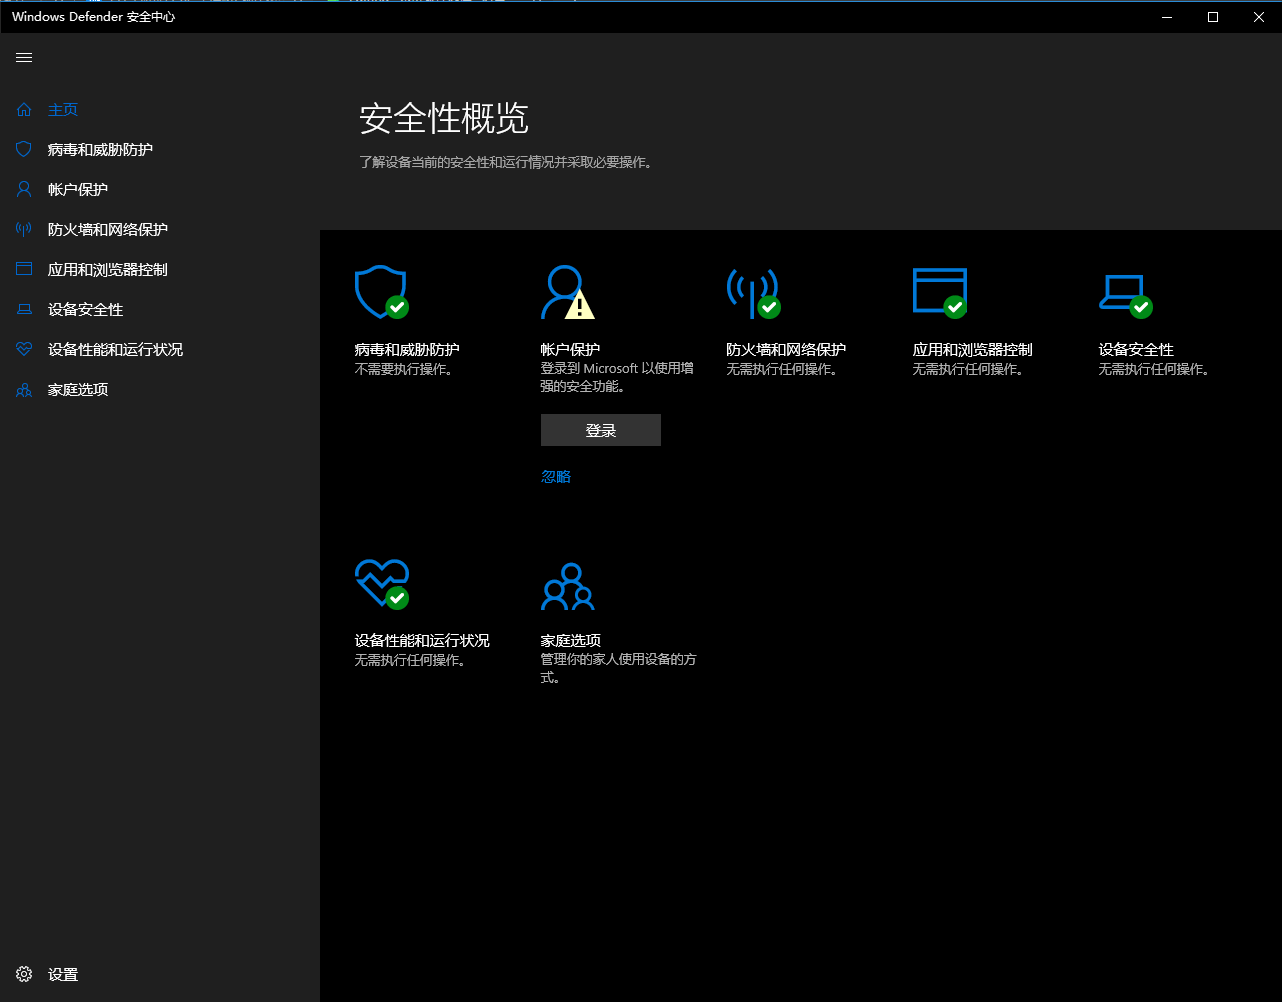 Windows Defender 安全中心
主页
病毒和威胁防护
帐户保护
防火墙和网络保护
应用和浏览器控制
设备安全性
设备性能和运行状况
家庭选项
设置
安全性概览
了解设备当前的安全性和运行情况并采取必要操作。
病毒和威胁防护
不需要执行操作。
帐户保护
登录到 Microsoft 以使用增
强的安全功能。
登录
忽略
防火墙和网络保护
无需执行任何操作。
应用和浏览器控制
无需执行任何操作。
设备安全性
无需执行任何操作。
设备性能和运行状况
无需执行任何操作。
家庭选项
管理你的家人使用设备的方
式。